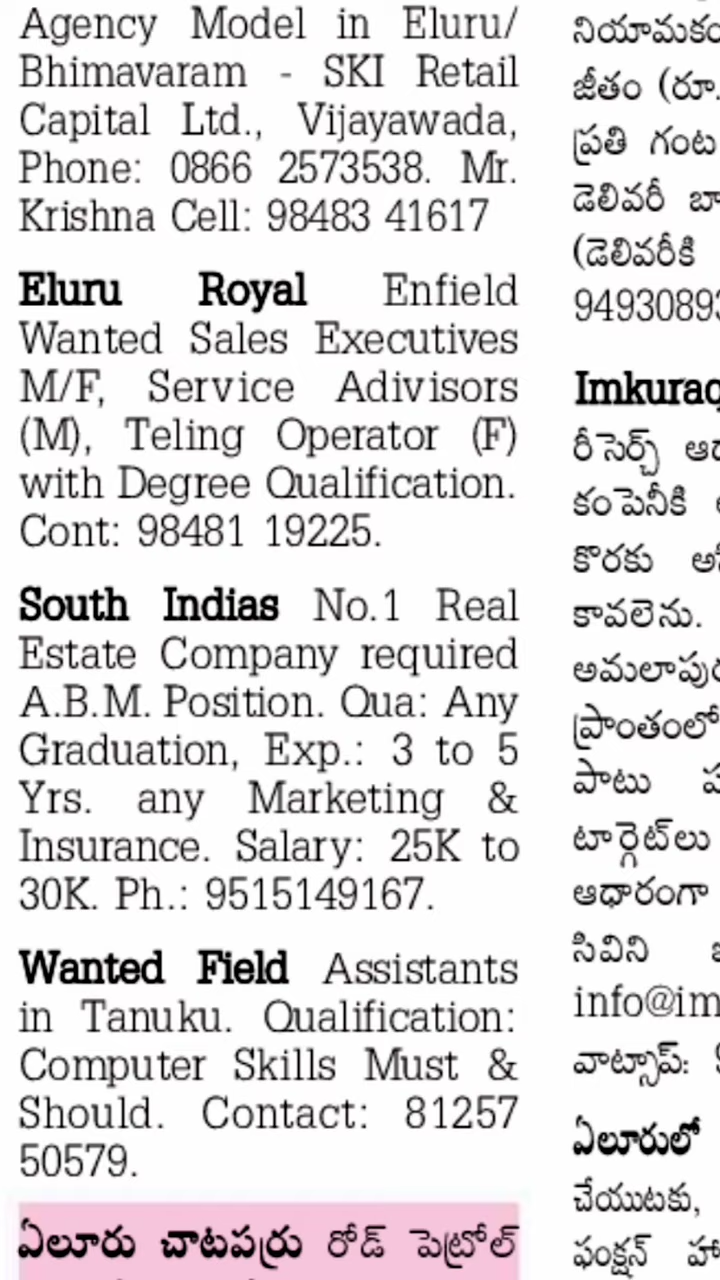 Agency Model in Eluru/
Bhimavaram - SKI Retail
Capital Ltd., Vijayawada,
Phone: 0866 2573538. Mr.
Krishna Cell: 98483 41617
Eluru Royal Enfield
Wanted Sales Executives
M/F, Service Adivisors
(M), Teling Operator (F)
with Degree Qualification.
Cont: 98481 19225.
South Indias No.1 Real
Estate Company required
A.B.M. Position. Qua: Any
Graduation, Exp.: 3 to 5
Yrs. any Marketing &
Insurance. Salary: 25K to
30K. Ph.: 9515149167.
Wanted Field Assistants
in Tanuku. Qualification:
Computer Skills Must &
Should. Contact: 81257
50579.
ఏలూరు చాటపర్రు రోడ్ పెట్రోల్
జీతం (రూ.
ప్రతి గంట
డెలివరీ
(డెలివరీకి
రీసెర్చ్
కంపెనీకి
కొరకు
కావలెను.
ప్రాంతంలో
పాటు
టార్గెట్‌లు
ఆధారంగా
సివిని
వాట్సాప్:
ఏలూరులో
చేయుటకు,
ఫంక్షన్